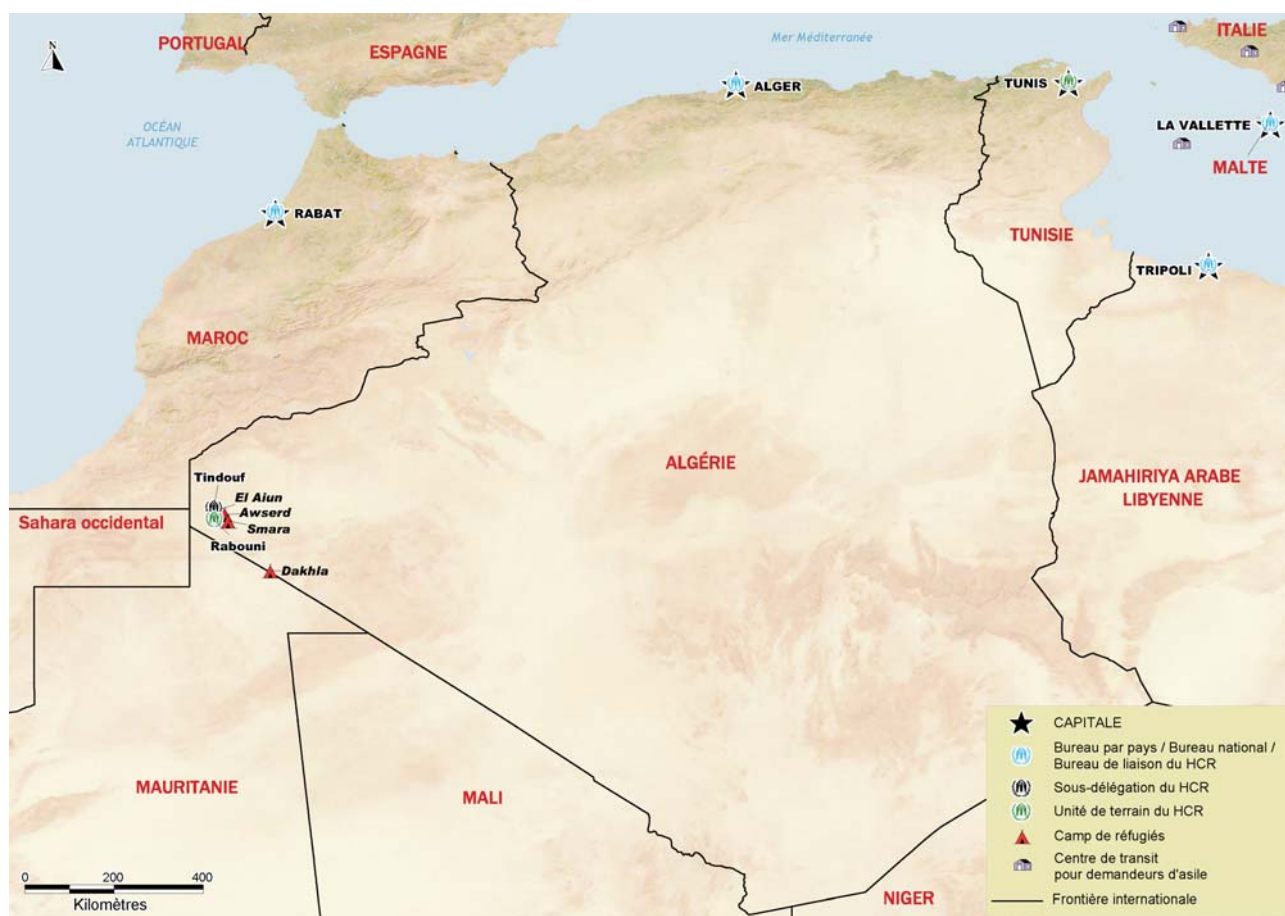 N
PORTUGAL
ESPAGNE
Mer Méditerranée
ITALIE
ALGER
TUNIS
OCÉAN
ATLANTIQUE
LA VALLETTE
MALTE
RABAT
TUNISIE
TRIPOLI
MAROC
ALGÉRIE
JAMAHIRIYA ARABE
LIBYENNE
Tindouf
El Aiun
Awserd
Smara
Sahara occidental
Rabouni
Dakhla
MAURITANIE
MALI
NIGER
0 200 400
Kilomètres
CAPITALE
Bureau par pays / Bureau national /
Bureau de liaison du HCR
Sous-délégation du HCR
Unité de terrain du HCR
Camp de réfugiés
Centre de transit
pour demandeurs d'asile
Frontière internationale